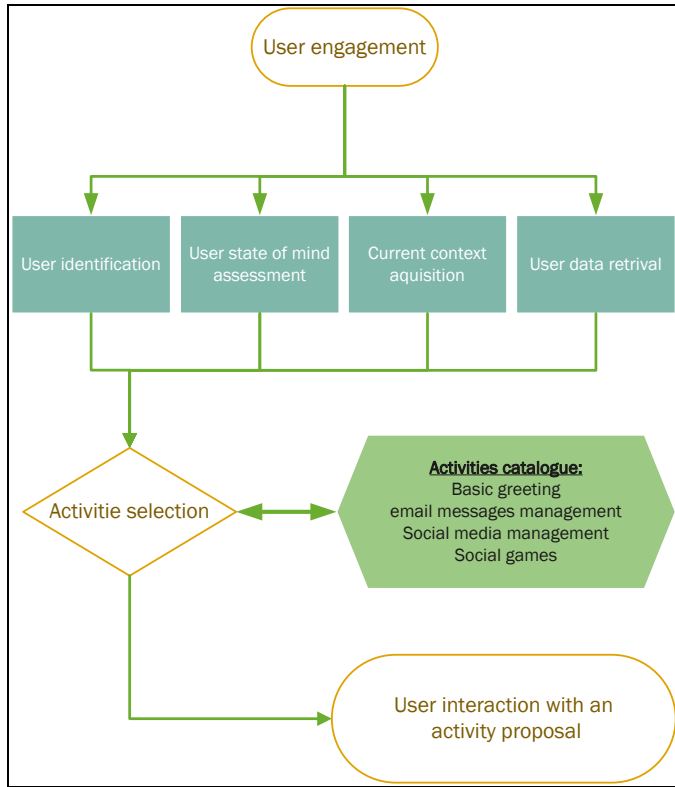 User engagement
User identification
User state of mind
assessment
Current context
aquisition
User data retrival
Activitie selection
Activities catalogue:
Basic greeting
email messages management
Social media management
Social games
User interaction with an
activity proposal